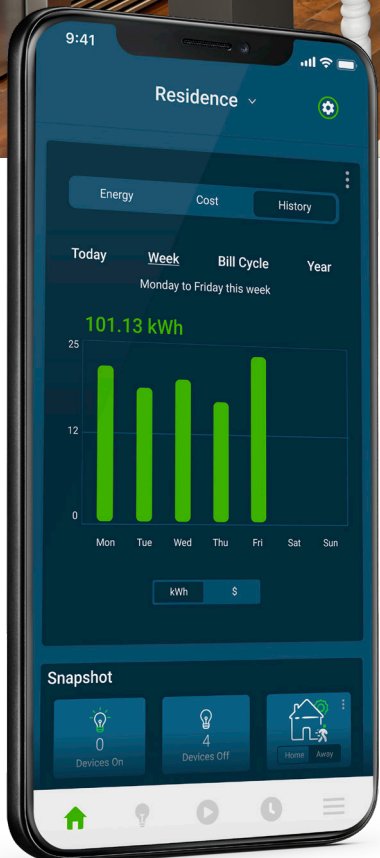 9:41
Residence
Energy Cost History
Today Week Bill Cycle Year
Monday to Friday this week
101.13 kWh
25
12
0
Mon Tue Wed Thu Fri Sat Sun
kWh $
Snapshot
0
Devices On
4
Devices Off
Home Away